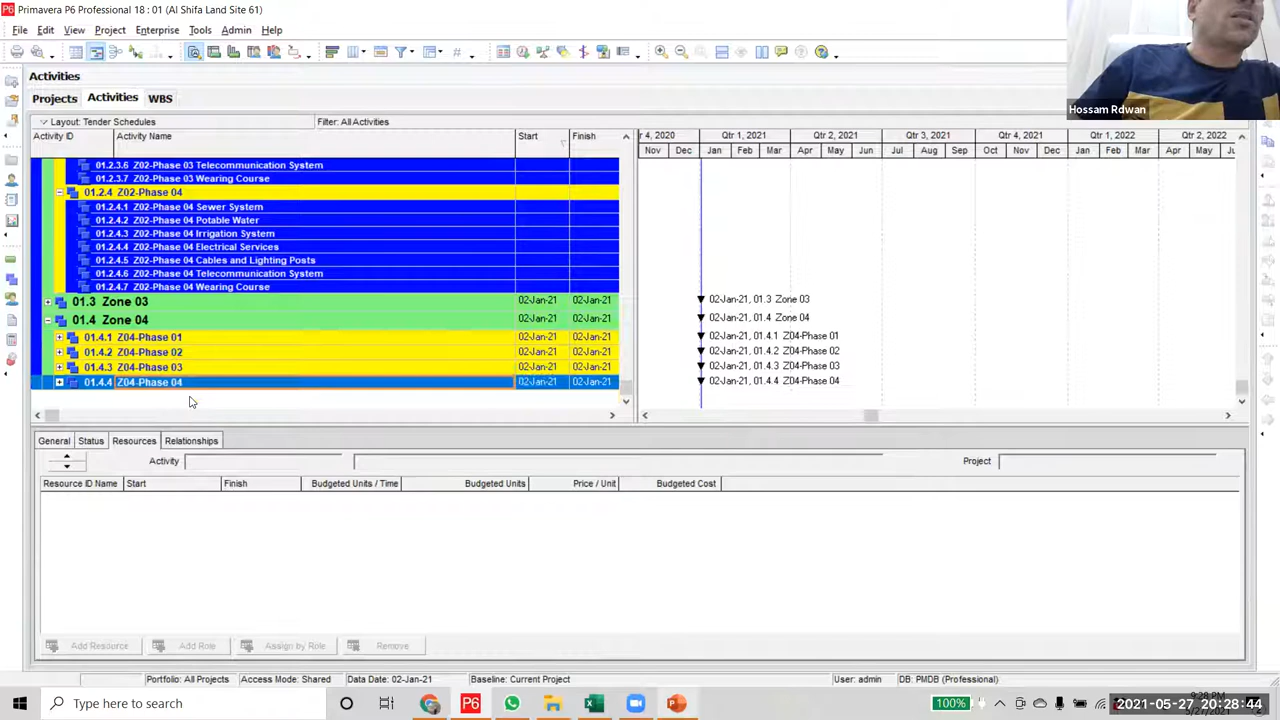 Primavera P6 Professional 18 : 01 (Al Shifa Land Site 61)
File Edit View Project Enterprise Tools Admin Help
Activities
Projects Activities WBS
Layout: Tender Schedules Filter: All Activities
Activity ID Activity Name Start Finish
r 4, 2020 Qtr 1, 2021 Qtr 2, 2021 Qtr 3, 2021 Qtr 4, 2021 Qtr 1, 2022 Qtr 2, 2022
Nov Dec Jan Feb Mar Apr May Jun Jul Aug Sep Oct Nov Dec Jan Feb Mar Apr May
Hossam Rdwan
01.2.3.6 Z02-Phase 03 Telecommunication System
01.2.3.7 Z02-Phase 03 Wearing Course
01.2.4 Z02-Phase 04
01.2.4.1 Z02-Phase 04 Sewer System
01.2.4.2 Z02-Phase 04 Potable Water
01.2.4.3 Z02-Phase 04 Irrigation System
01.2.4.4 Z02-Phase 04 Electrical Services
01.2.4.5 Z02-Phase 04 Cables and Lighting Posts
01.2.4.6 Z02-Phase 04 Telecommunication System
01.2.4.7 Z02-Phase 04 Wearing Course
01.3 Zone 03 02-Jan-21 02-Jan-21 02-Jan-21, 01.3 Zone 03
01.4 Zone 04 02-Jan-21 02-Jan-21 02-Jan-21, 01.4 Zone 04
01.4.1 Z04-Phase 01 02-Jan-21 02-Jan-21 02-Jan-21, 01.4.1 Z04-Phase 01
01.4.2 Z04-Phase 02 02-Jan-21 02-Jan-21 02-Jan-21, 01.4.2 Z04-Phase 02
01.4.3 Z04-Phase 03 02-Jan-21 02-Jan-21 02-Jan-21, 01.4.3 Z04-Phase 03
01.4.4 Z04-Phase 04 02-Jan-21 02-Jan-21 02-Jan-21, 01.4.4 Z04-Phase 04
General Status Resources Relationships
Activity Project
Resource ID Name Start Finish Budgeted Units / Time Budgeted Units Price / Unit Budgeted Cost
Add Resource Add Role Assign by Role Remove
Portfolio: All Projects Access Mode: Shared Data Date: 02-Jan-21 Baseline: Current Project User: admin DB: PMDB (Professional)
Type here to search
100%
9:28 PM
2021-05-27 20:28:44